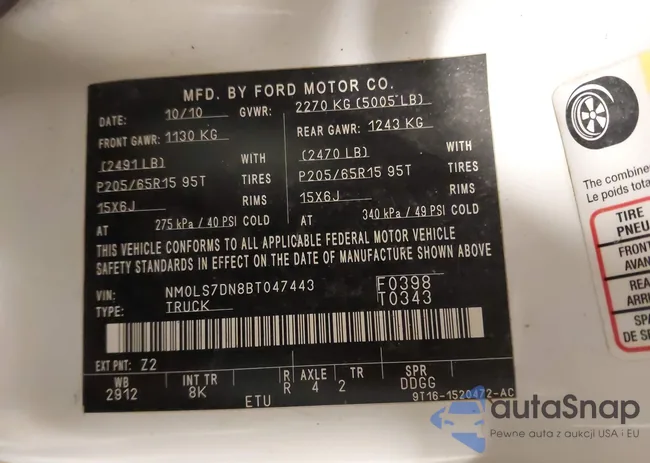 MFD. BY FORD MOTOR CO.
DATE: 10/10 GVWR: 2270 KG (5005 LB)
FRONT GAWR: 1130 KG REAR GAWR: 1243 KG
(2491 LB) WITH (2470 LB) WITH
P205/65R15 95T TIRES P205/65R15 95T TIRES
15X6J RIMS 15X6J RIMS
AT 275 kPa / 40 PSI COLD AT 340 kPa / 49 PSI COLD
THIS VEHICLE CONFORMS TO ALL APPLICABLE FEDERAL MOTOR VEHICLE
SAFETY STANDARDS IN EFFECT ON THE DATE OF MANUFACTURE SHOWN ABOVE
VIN: NM0LS7DN8BT047443 F0398
TYPE: TRUCK T0343
EXT PNT: Z2
WB INT TR R AXLE TR SPR
2912 8K R 4 2 DDGG
ETU 9T16-1520472-AC
The combine
Le poids tota
TIRE
PNEU
FRONT
AVAN
REA
ARRI
SPA
DE S
autaSnap
Pewne auta z aukcji USA i EU